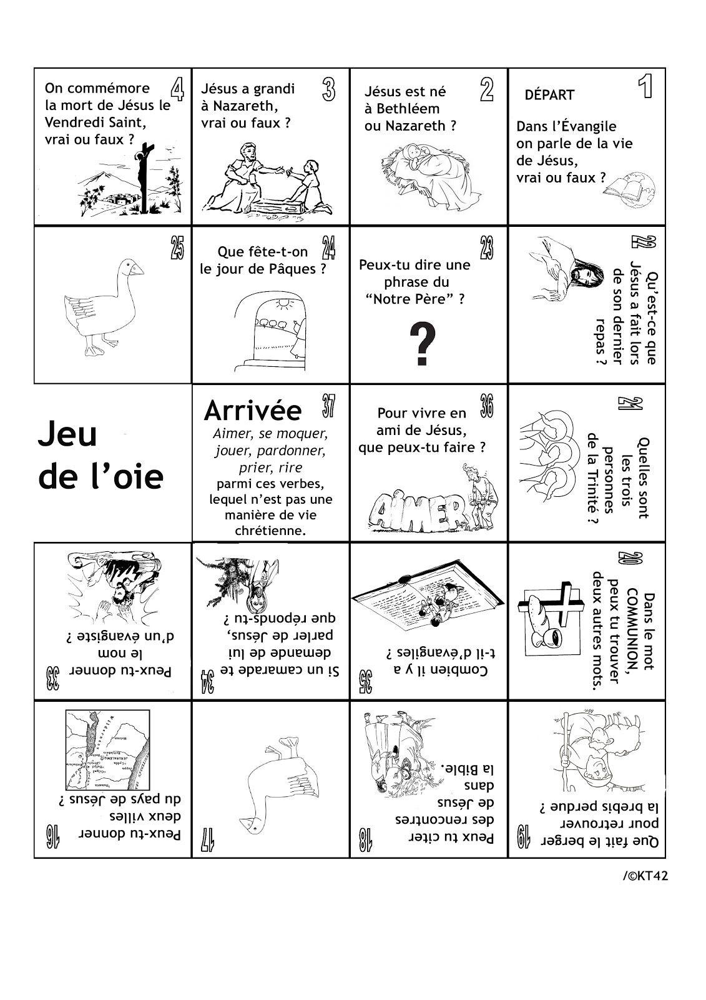 4
On commémore
la mort de Jésus le
Vendredi Saint,
vrai ou faux ?
3
Jésus a grandi
à Nazareth,
vrai ou faux ?
2
Jésus est né
à Bethléem
ou Nazareth ?
1
DÉPART
Dans l’Évangile
on parle de la vie
de Jésus,
vrai ou faux ?
25
24
Que fête-t-on
le jour de Pâques ?
23
Peux-tu dire une
phrase du
“Notre Père” ?
?
22
Qu’est-ce que
Jésus a fait lors
de son dernier
repas ?
Jeu
de l’oie
37
Arrivée
Aimer, se moquer,
jouer, pardonner,
prier, rire
parmi ces verbes,
lequel n’est pas une
manière de vie
chrétienne.
36
Pour vivre en
ami de Jésus,
que peux-tu faire ?
AiMER
21
Quelles sont
les trois
personnes
de la Trinité ?
33
Peux-tu donner
le nom
d’un évangiste ?
34
Si un camarade te
demande de lui
parler de Jésus,
que réponds-tu ?
35
Combien il y a
t-il d’évangiles ?
20
Dans le mot
COMMUNION,
peux tu trouver
deux autres mots.
16
Peux-tu donner
deux villes
du pays de Jésus ?
Wilderness
Hebron
Bethlehem
JERUSALEM
Lydda
Joppa
Jericho
Gilgal
Samaria
17
18
Peux tu citer
des rencontres
de Jésus
dans
la Bible.
19
Que fait le berger
pour retrouver
la brebis perdue ?
/©KT42